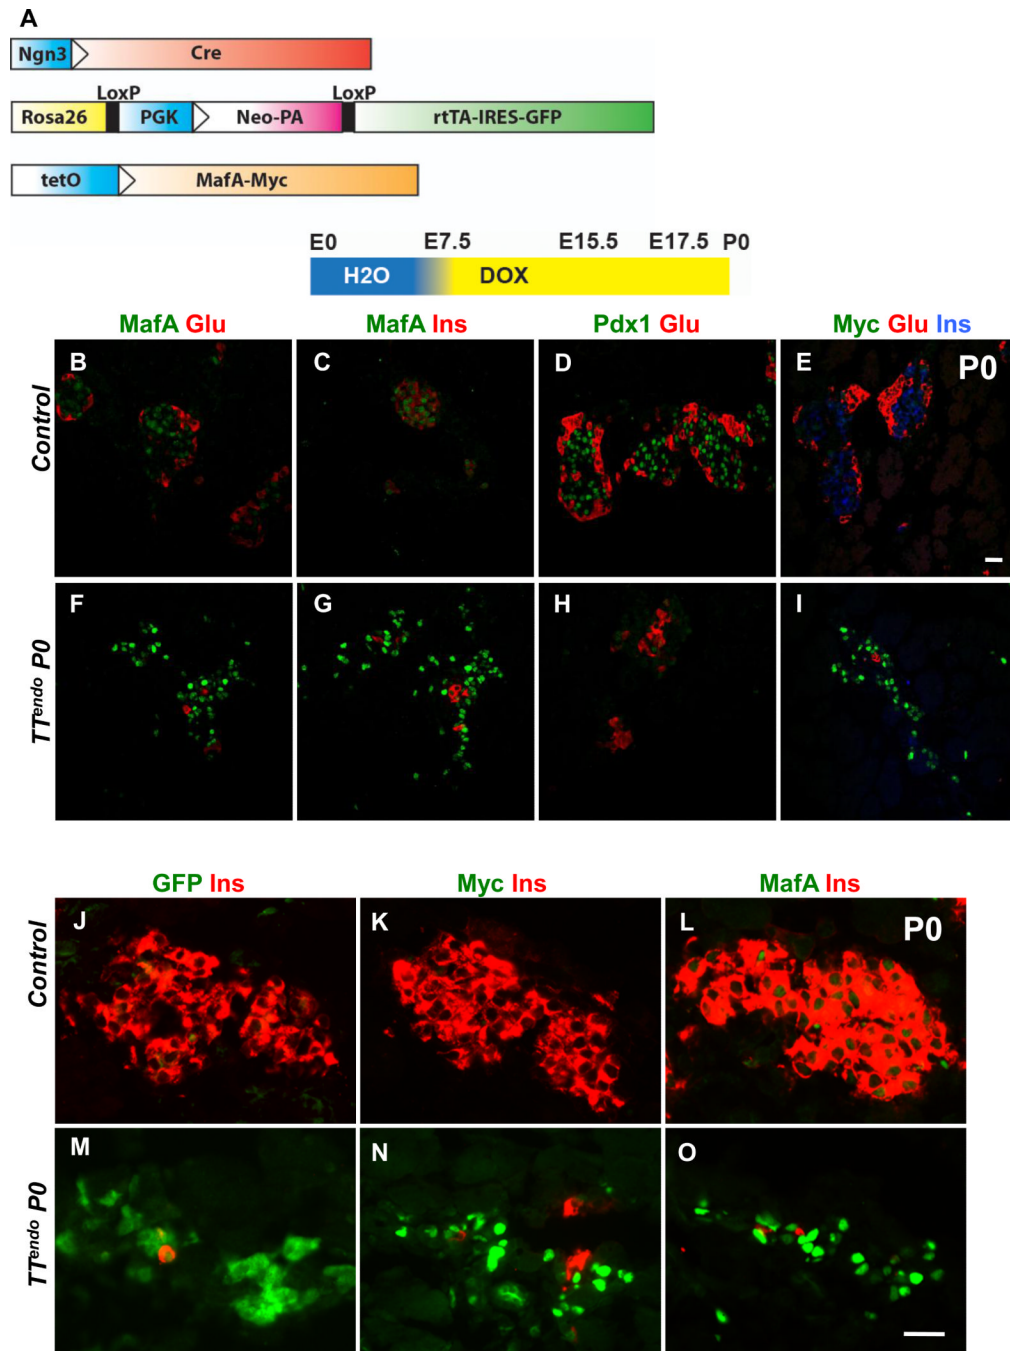 A
Ngn3 Cre
LoxP LoxP
Rosa26 PGK Neo-PA rtTA-IRES-GFP
tetO MafA-Myc
E0 E7.5 E15.5 E17.5 P0
H2O DOX
MafA Glu MafA Ins Pdx1 Glu Myc Glu Ins
Control B C D E P0
TTendo P0 F G H I
GFP Ins Myc Ins MafA Ins
Control J K L P0
TTendo P0 M N O